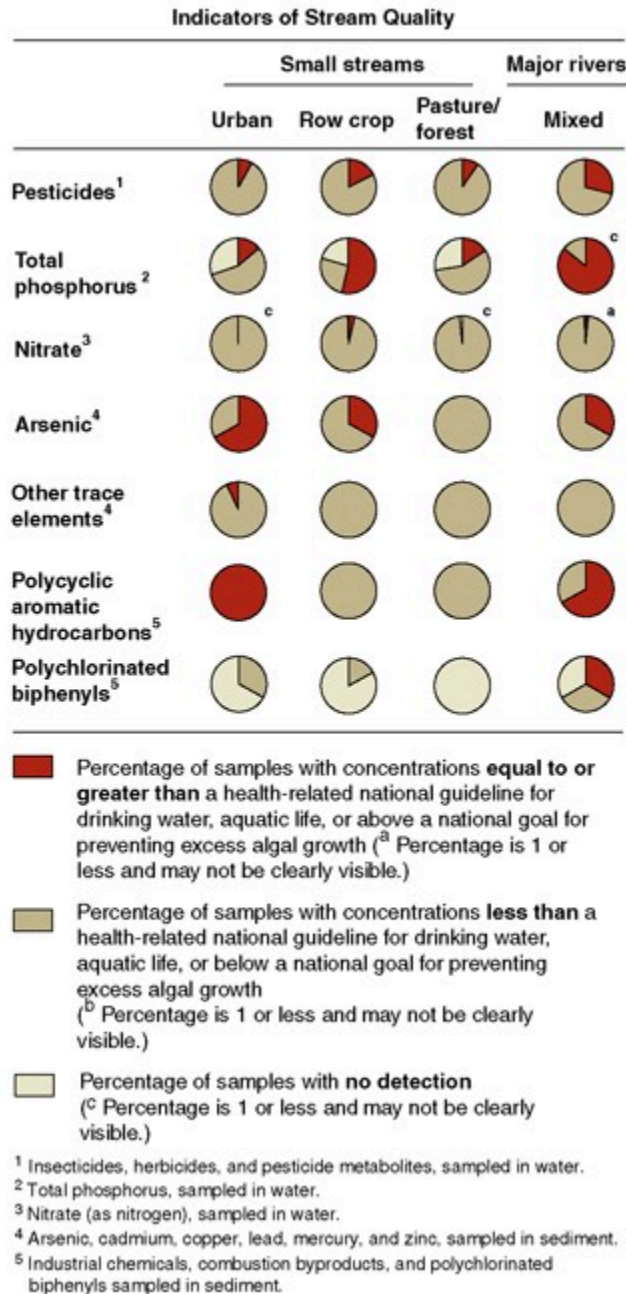 Indicators of Stream Quality
Small streams Major rivers
Urban Row crop Pasture/ forest Mixed
Pesticides1
Total
phosphorus 2
c
Nitrate3
c c a
Arsenic4
Other trace
elements4
Polycyclic
aromatic
hydrocarbons5
Polychlorinated
biphenyls5
Percentage of samples with concentrations equal to or
greater than a health-related national guideline for
drinking water, aquatic life, or above a national goal for
preventing excess algal growth (a Percentage is 1 or
less and may not be clearly visible.)
Percentage of samples with concentrations less than a
health-related national guideline for drinking water,
aquatic life, or below a national goal for preventing
excess algal growth
(b Percentage is 1 or less and may not be clearly
visible.)
Percentage of samples with no detection
(c Percentage is 1 or less and may not be clearly
visible.)
1 Insecticides, herbicides, and pesticide metabolites, sampled in water.
2 Total phosphorus, sampled in water.
3 Nitrate (as nitrogen), sampled in water.
4 Arsenic, cadmium, copper, lead, mercury, and zinc, sampled in sediment.
5 Industrial chemicals, combustion byproducts, and polychlorinated
biphenyls sampled in sediment.